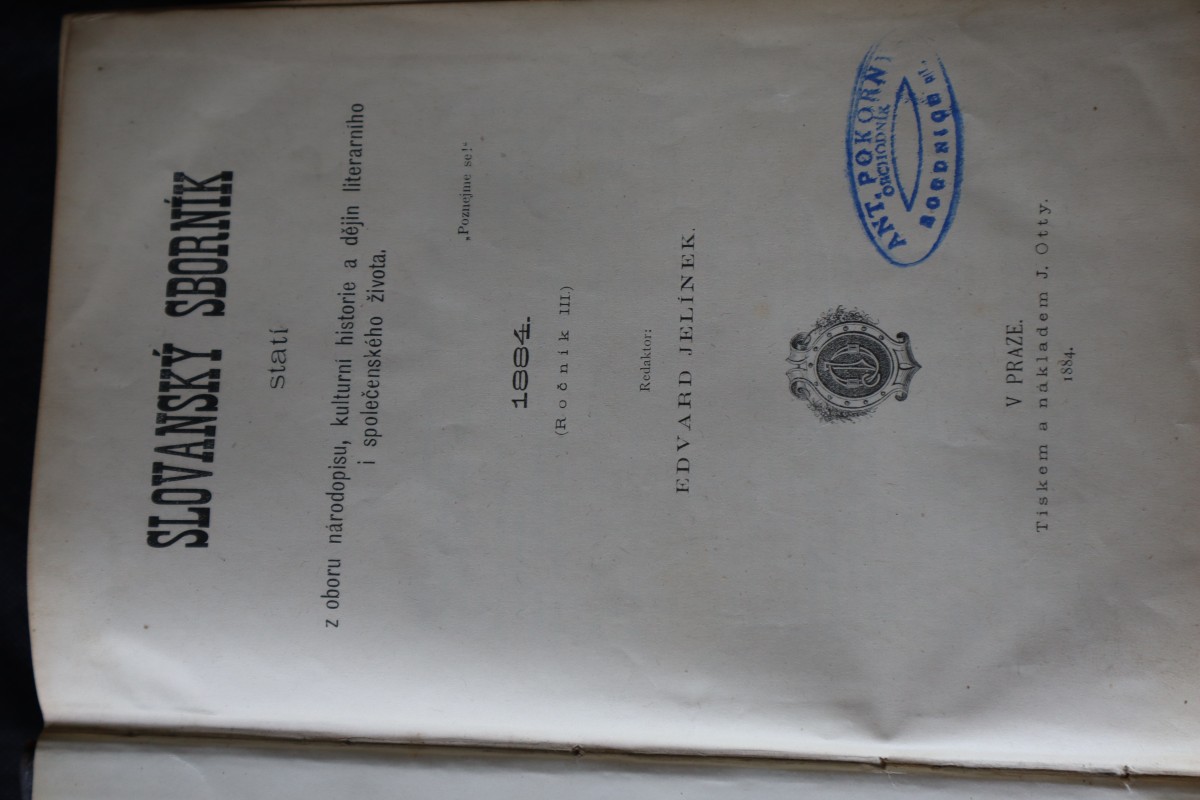 SLOVANSKÝ SBORNÍK
statí
z oboru národopisu, kulturní historie a dějin literarního
i společenského života.
„Poznejme se!“
1884.
(Ročník III.)
Redaktor:
EDVARD JELÍNEK.
ANT. POKORNÝ
OBCHODNÍK
V PRAZE.
Tiskem a nákladem J. Otty.
1884.